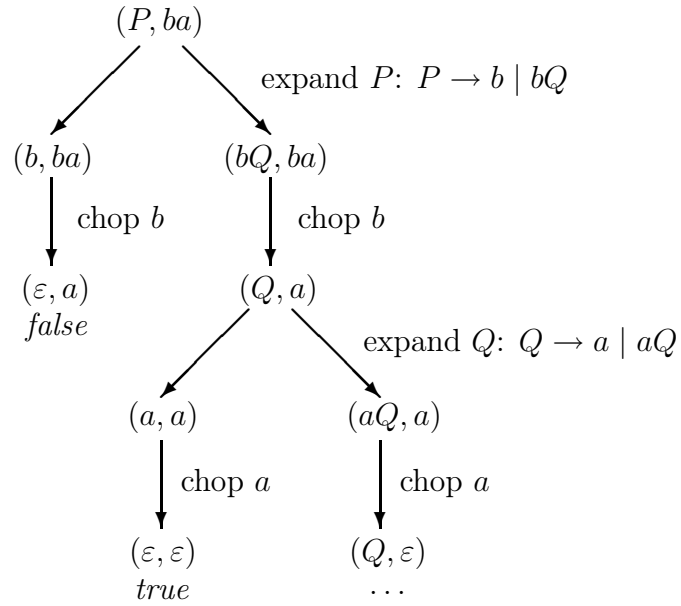 (P, ba)
expand P: P → b | bQ
(b, ba) (bQ, ba)
chop b chop b
(ε, a) (Q, a)
false
expand Q: Q → a | aQ
(a, a) (aQ, a)
chop a chop a
(ε, ε) (Q, ε)
true ...